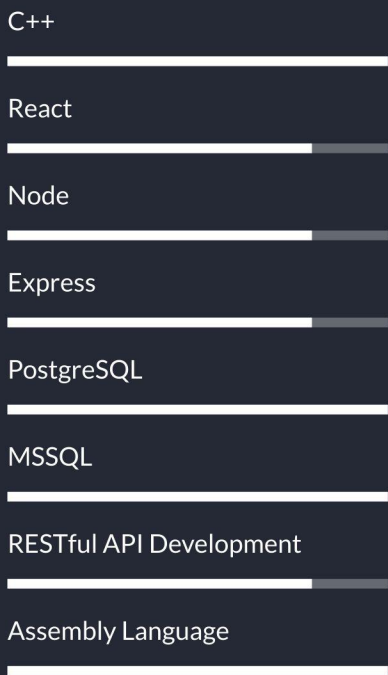 C++
React
Node
Express
PostgreSQL
MSSQL
RESTful API Development
Assembly Language